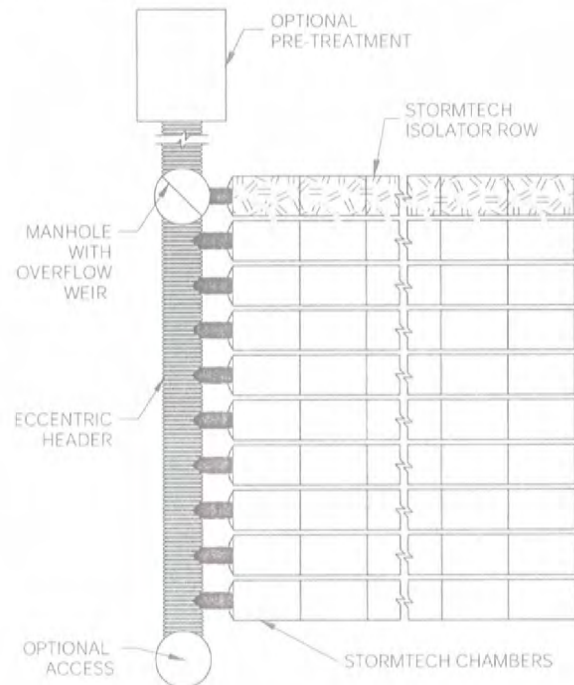 OPTIONAL
PRE-TREATMENT
STORMTECH
ISOLATOR ROW
MANHOLE
WITH
OVERFLOW
WEIR
ECCENTRIC
HEADER
OPTIONAL
ACCESS
STORMTECH CHAMBERS